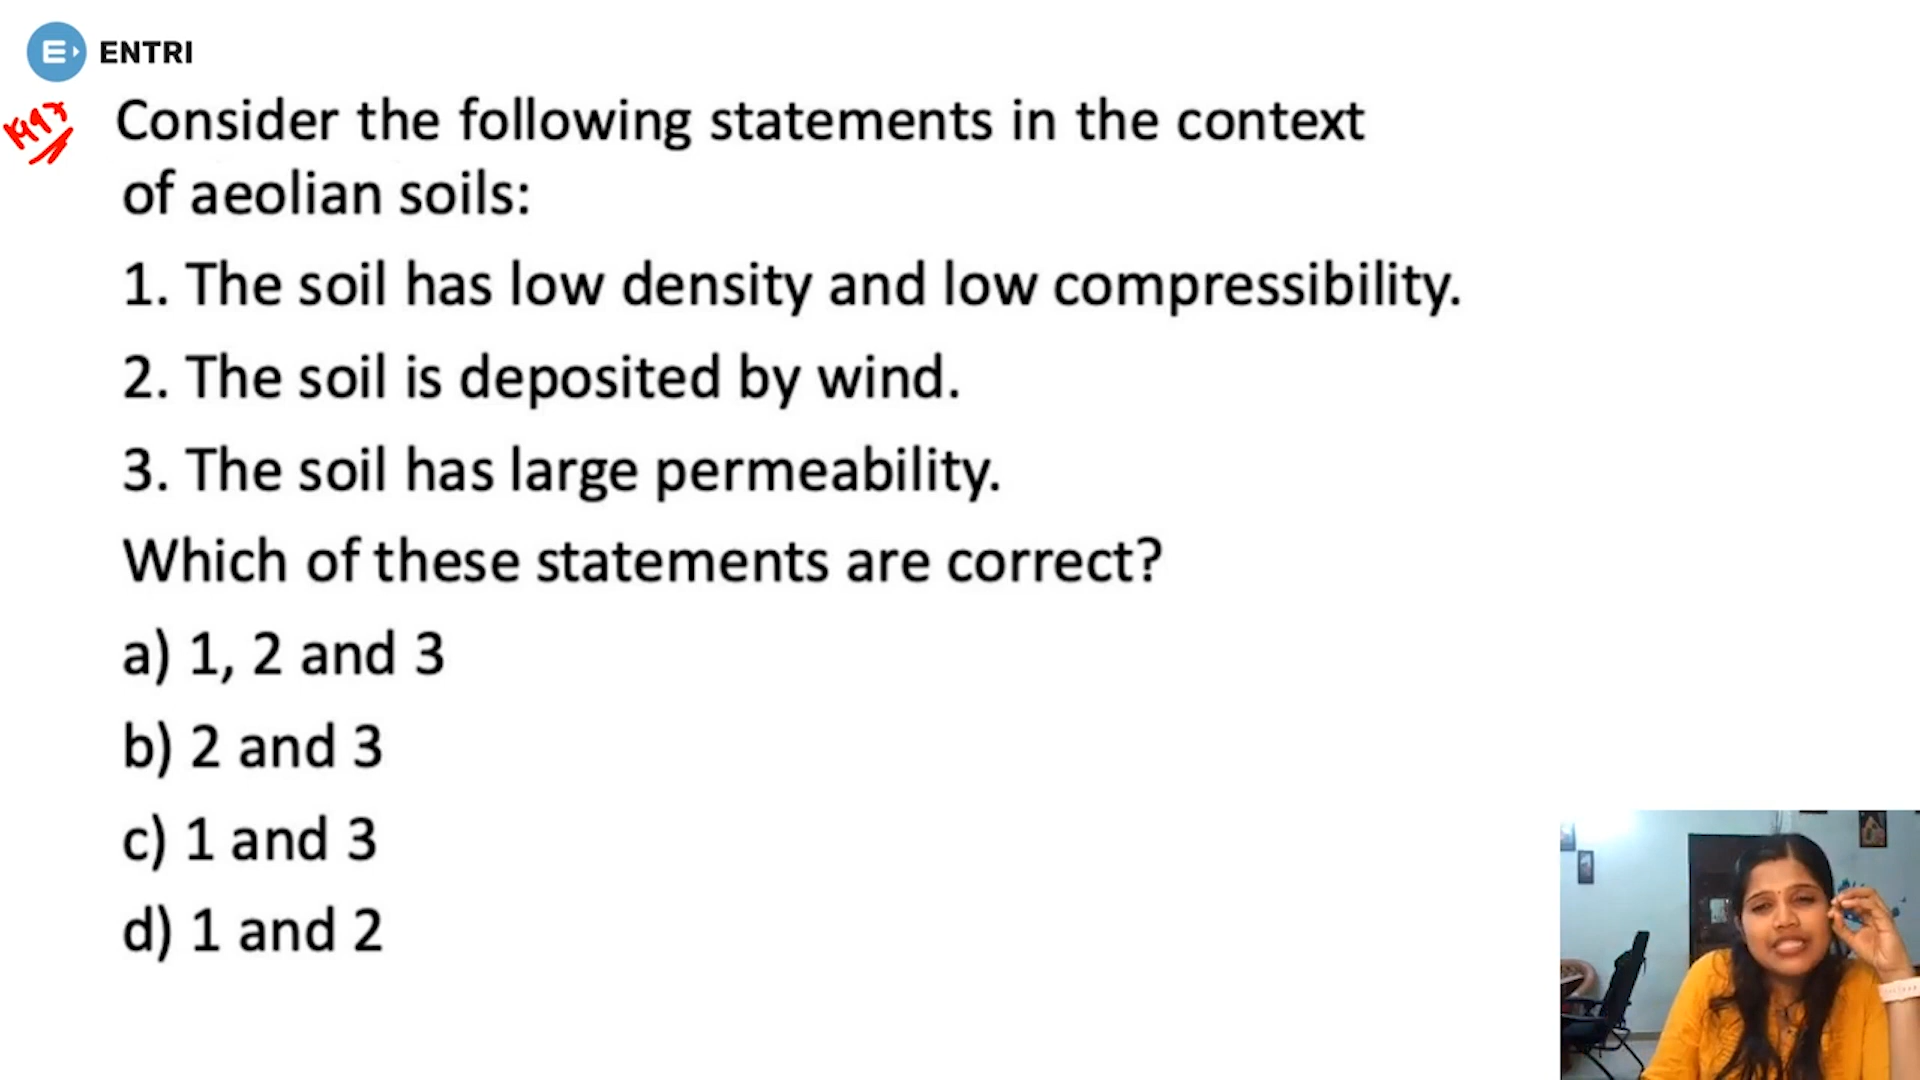 ENTRI
Consider the following statements in the context
of aeolian soils:
1. The soil has low density and low compressibility.
2. The soil is deposited by wind.
3. The soil has large permeability.
Which of these statements are correct?
a) 1, 2 and 3
b) 2 and 3
c) 1 and 3
d) 1 and 2